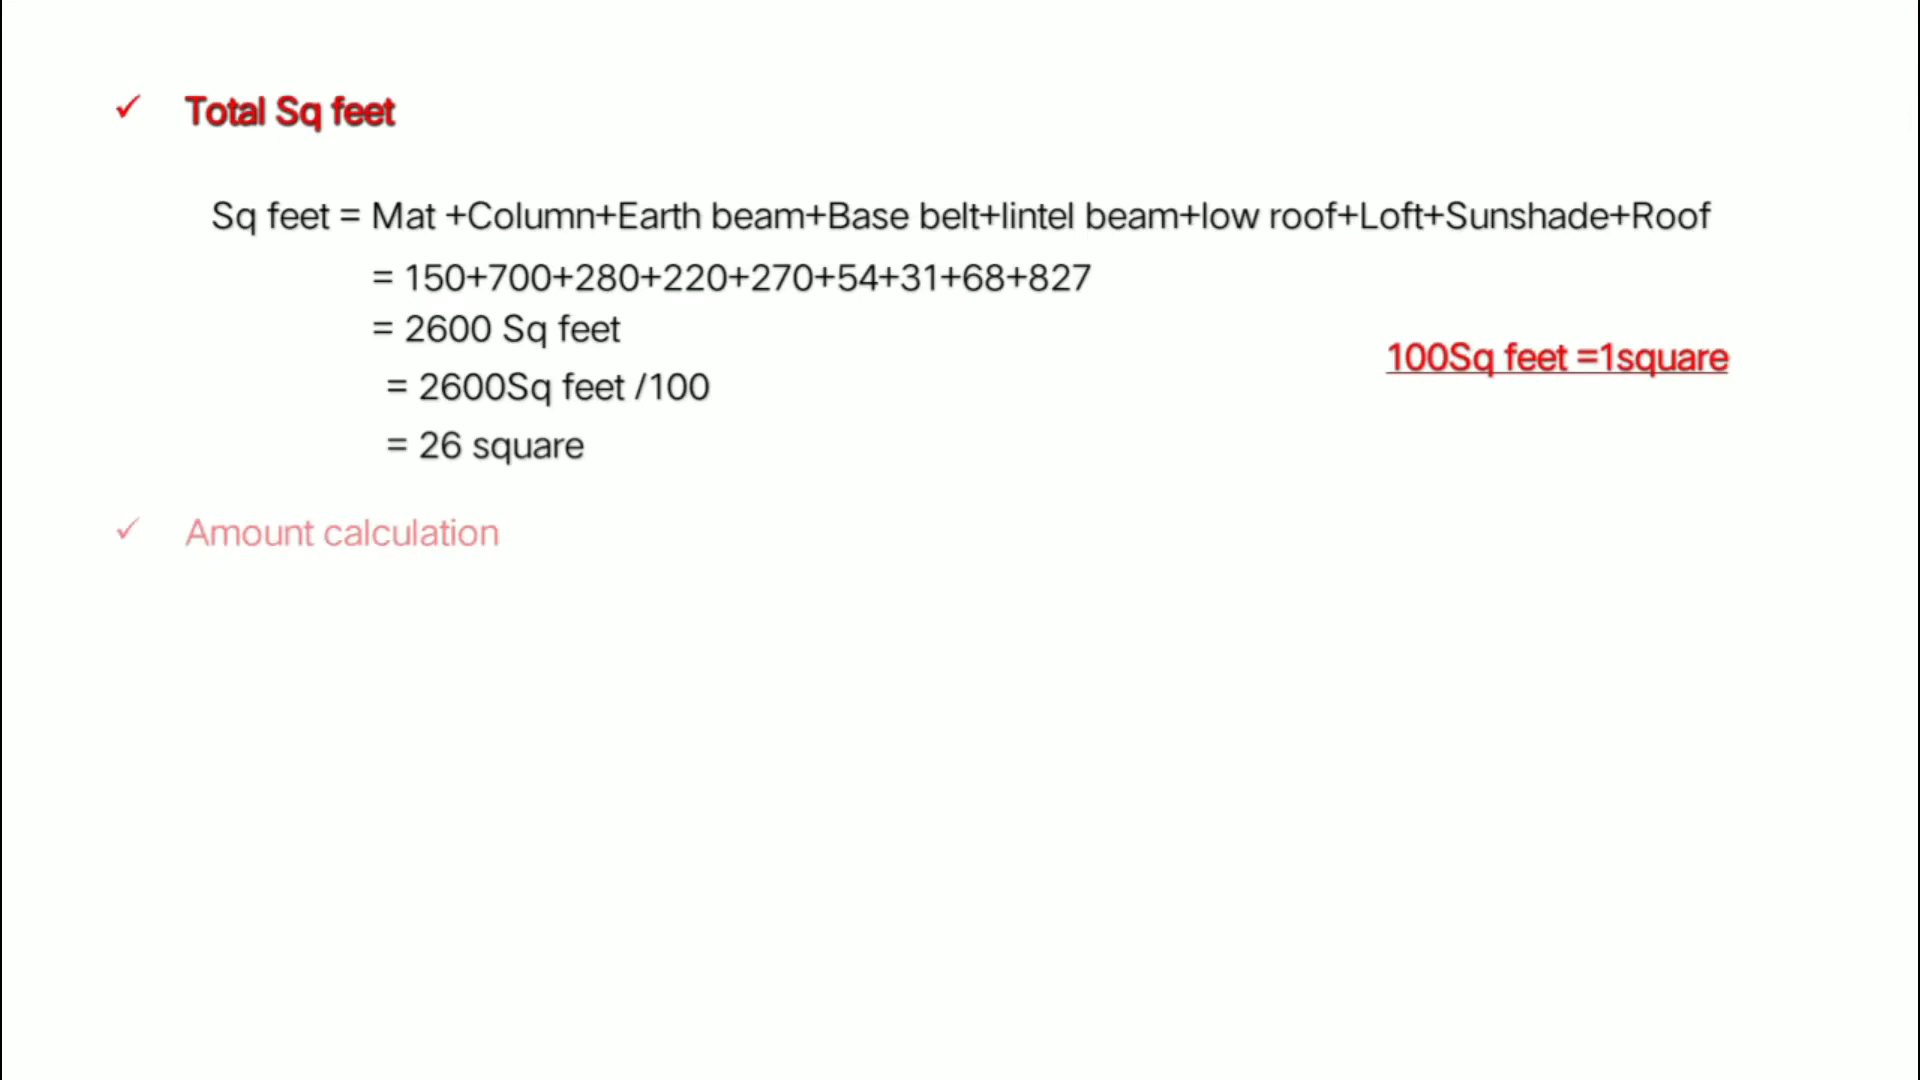 ✓ Total Sq feet
Sq feet = Mat +Column+Earth beam+Base belt+lintel beam+low roof+Loft+Sunshade+Roof
= 150+700+280+220+270+54+31+68+827
= 2600 Sq feet
100Sq feet =1square
= 2600Sq feet /100
= 26 square
✓ Amount calculation